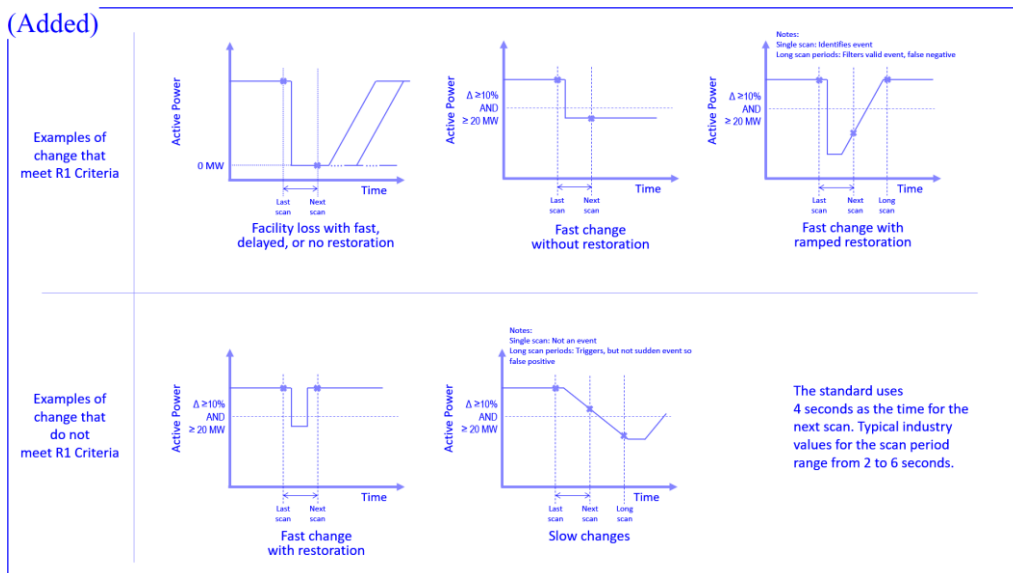 (Added)
Examples of
change that
meet R1 Criteria
Active Power
0 MW
Time
Last
scan
Next
scan
Facility loss with fast,
delayed, or no restoration
Active Power
Δ ≥10%
AND
≥ 20 MW
Time
Last
scan
Next
scan
Fast change
without restoration
Notes:
Single scan: Identifies event
Long scan periods: Filters valid event, false negative
Active Power
Δ ≥10%
AND
≥ 20 MW
Time
Last
scan
Next
scan
Long
scan
Fast change with
ramped restoration
Examples of
change that
do not
meet R1 Criteria
Active Power
Δ ≥10%
AND
≥ 20 MW
Time
Last
scan
Next
scan
Fast change
with restoration
Notes:
Single scan: Not an event
Long scan periods: Triggers, but not sudden event so
false positive
Active Power
Δ ≥10%
AND
≥ 20 MW
Time
Last
scan
Next
scan
Long
scan
Slow changes
The standard uses
4 seconds as the time for the
next scan. Typical industry
values for the scan period
range from 2 to 6 seconds.